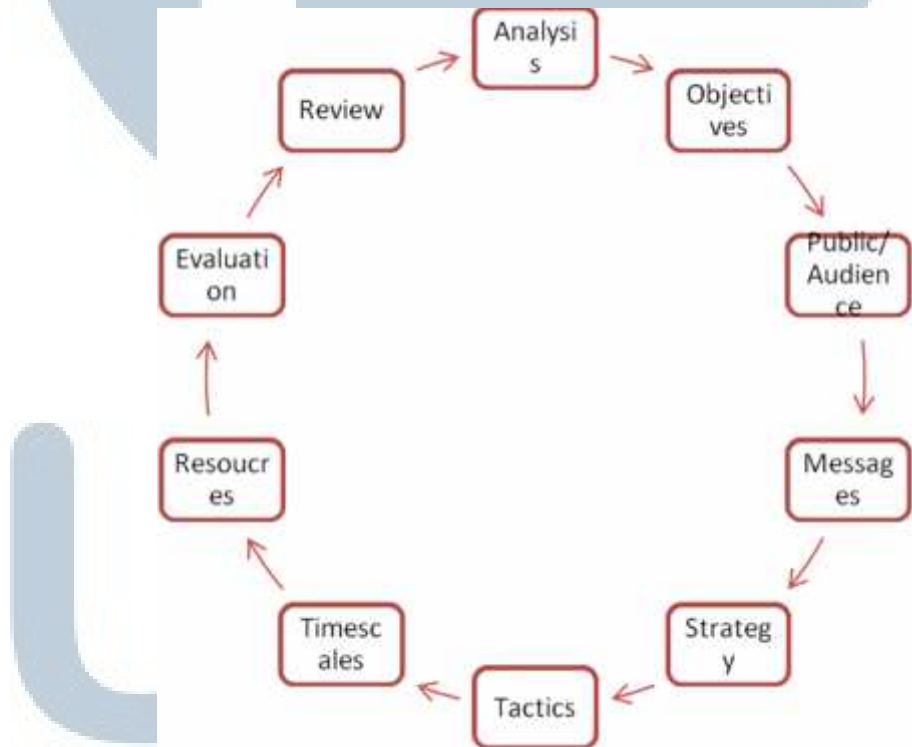 Analysi
s
Objecti
ves
Public/
Audien
ce
Messag
es
Strateg
y
Tactics
Timesc
ales
Resoucr
es
Evaluati
on
Review